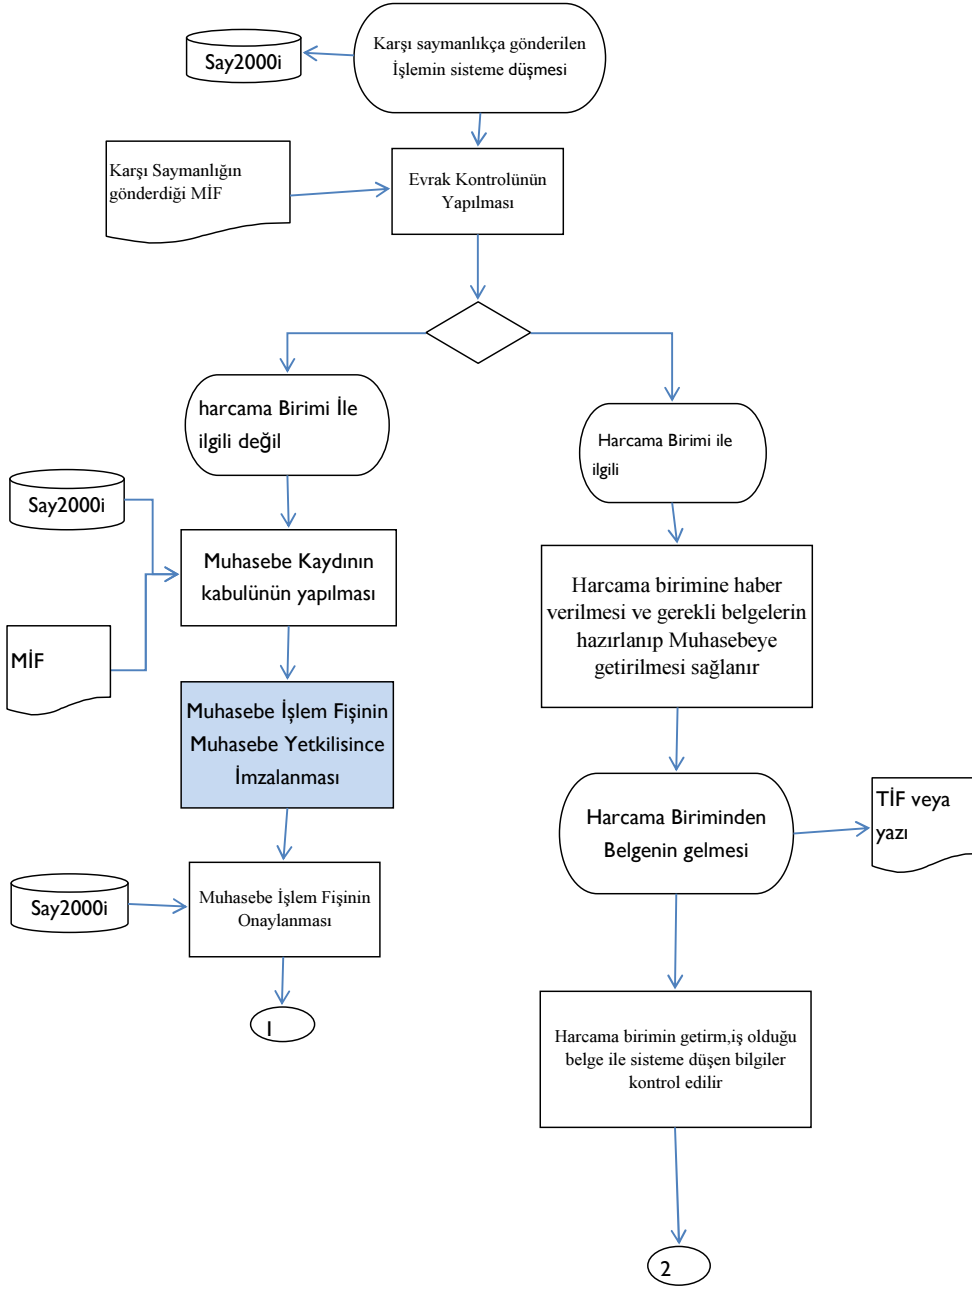 Karşı saymanlıkça gönderilen
İşlemin sisteme düşmesi
Say2000i
Karşı Saymanlığın
gönderdiği MİF
Evrak Kontrolünün
Yapılması
harcama Birimi İle
ilgili değil
Harcama Birimi ile
ilgili
Say2000i
Muhasebe Kaydının
kabulünün yapılması
MİF
Harcama birimine haber
verilmesi ve gerekli belgelerin
hazırlanıp Muhasebeye
getirilmesi sağlanır
Muhasebe İşlem Fişinin
Muhasebe Yetkilisince
İmzalanması
Harcama Biriminden
Belgenin gelmesi
TİF veya
yazı
Say2000i
Muhasebe İşlem Fişinin
Onaylanması
1
Harcama birimin getirm,iş olduğu
belge ile sisteme düşen bilgiler
kontrol edilir
2